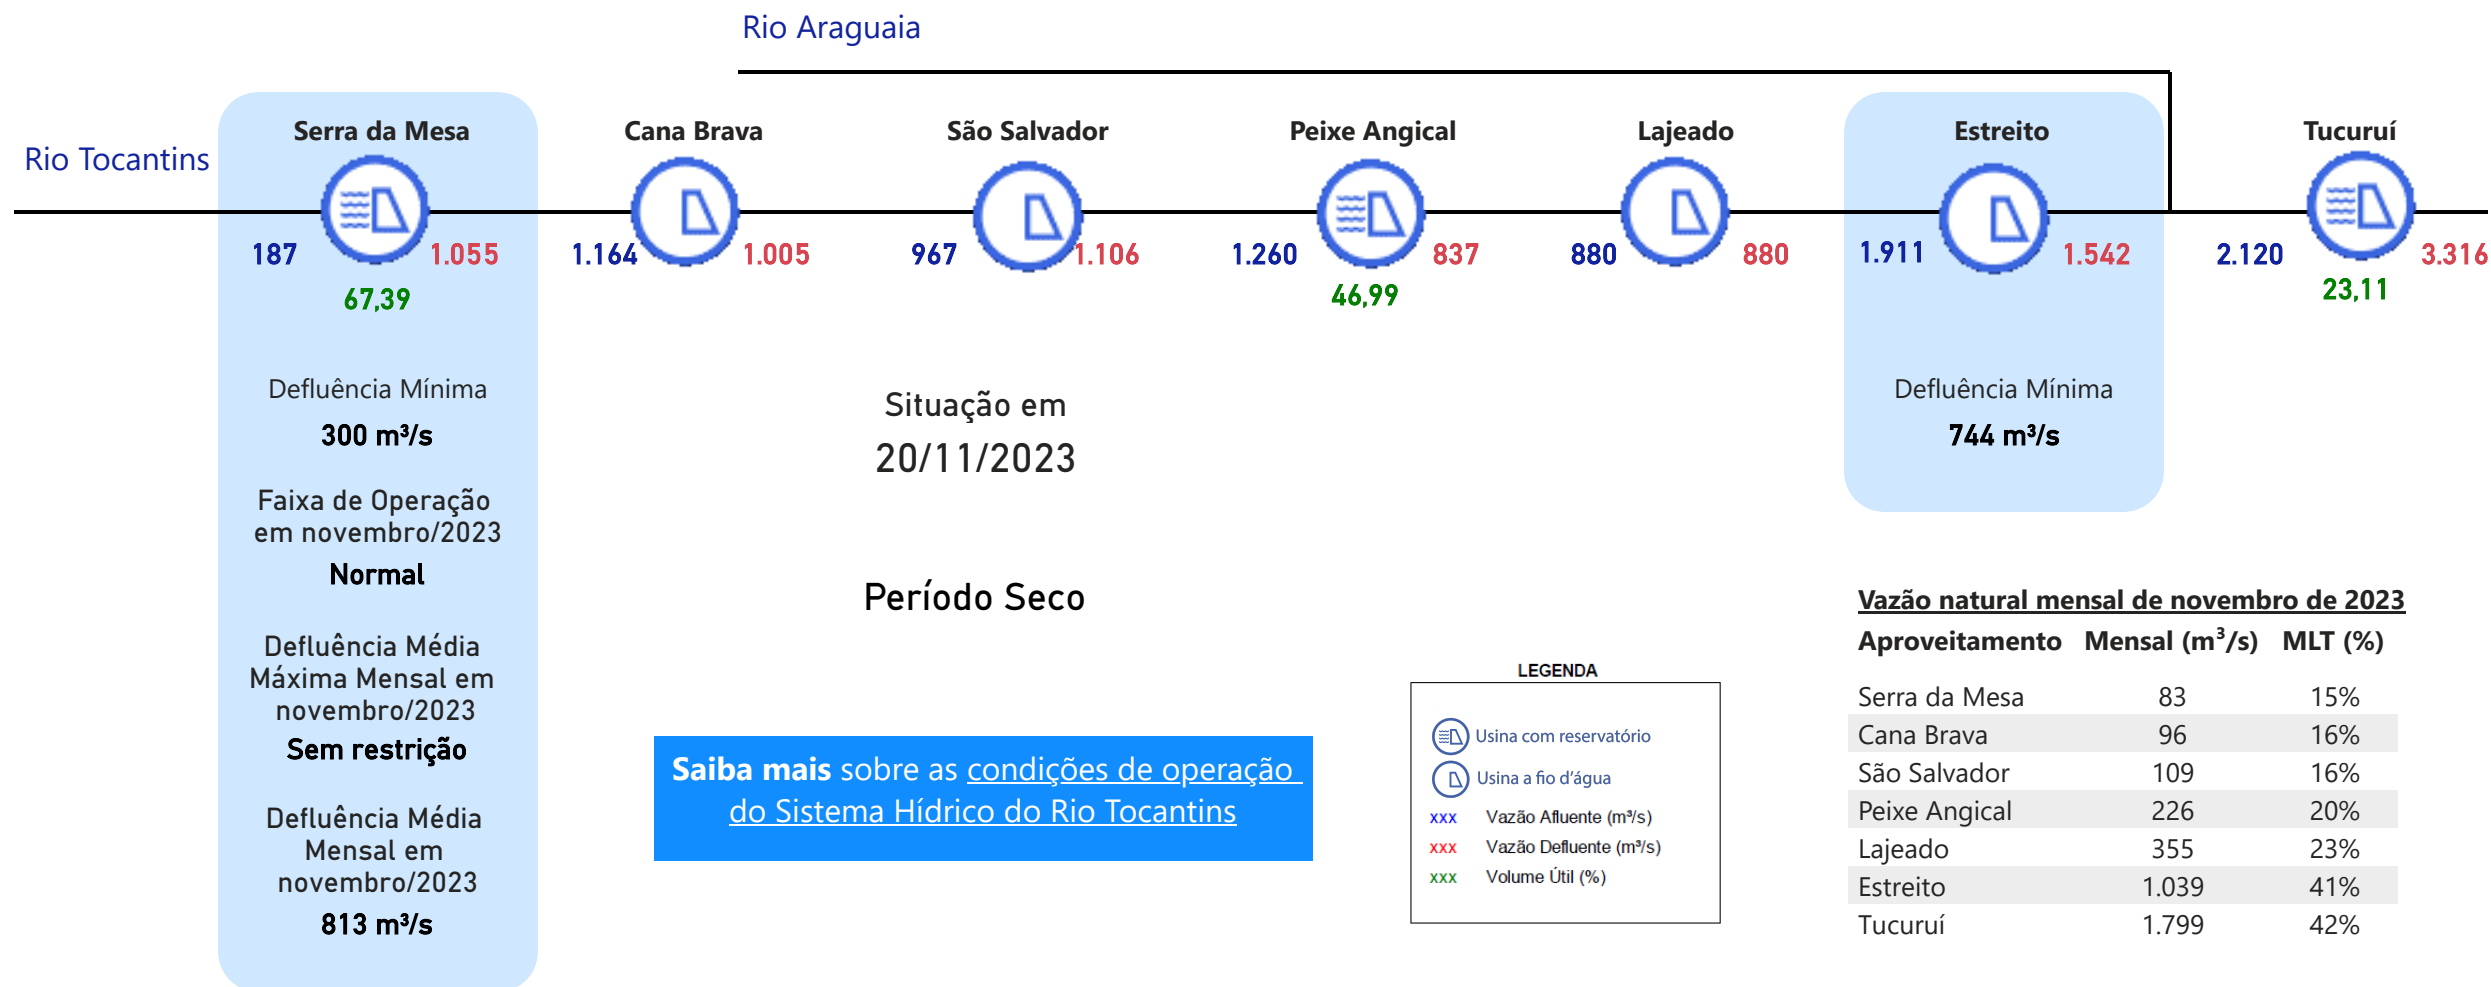 Rio Araguaia
Rio Tocantins
Serra da Mesa
187
1.055
67,39
Defluência Mínima
300 m³/s
Faixa de Operação
em novembro/2023
Normal
Defluência Média
Máxima Mensal em
novembro/2023
Sem restrição
Defluência Média
Mensal em
novembro/2023
813 m³/s
Cana Brava
1.164
1.005
São Salvador
967
1.106
Peixe Angical
1.260
837
46,99
Lajeado
880
880
Estreito
1.911
1.542
Defluência Mínima
744 m³/s
Tucuruí
2.120
3.316
23,11
Situação em
20/11/2023
Período Seco
Saiba mais sobre as condições de operação
do Sistema Hídrico do Rio Tocantins
LEGENDA
Usina com reservatório
Usina a fio d'água
xxx Vazão Afluente (m³/s)
xxx Vazão Defluente (m³/s)
xxx Volume Útil (%)
Vazão natural mensal de novembro de 2023
Aproveitamento Mensal (m³/s) MLT (%)
Serra da Mesa 83 15%
Cana Brava 96 16%
São Salvador 109 16%
Peixe Angical 226 20%
Lajeado 355 23%
Estreito 1.039 41%
Tucuruí 1.799 42%